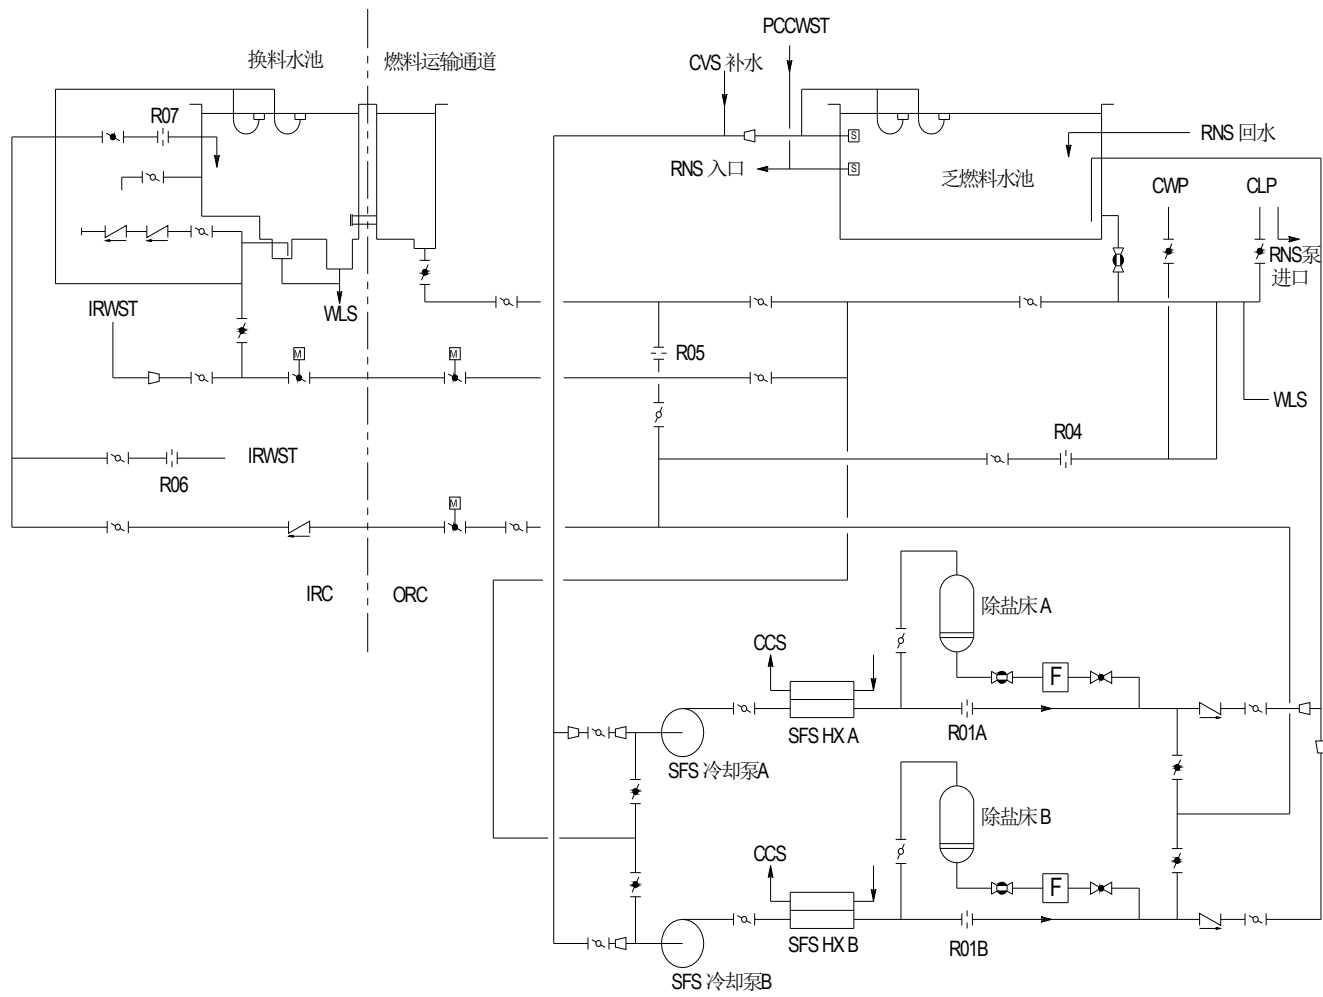 PCCWST
换料水池
燃料运输通道
CVS 补水
R07
RNS 回水
RNS 入口
乏燃料水池
CWP
CLP
RNS泵
进口
IRWST
WLS
M
M
R05
WLS
R04
IRWST
R06
M
IRC
ORC
S
S
除盐床 A
CCS
F
R01A
SFS HX A
SFS 冷却泵A
除盐床 B
CCS
F
R01B
SFS HX B
SFS 冷却泵B